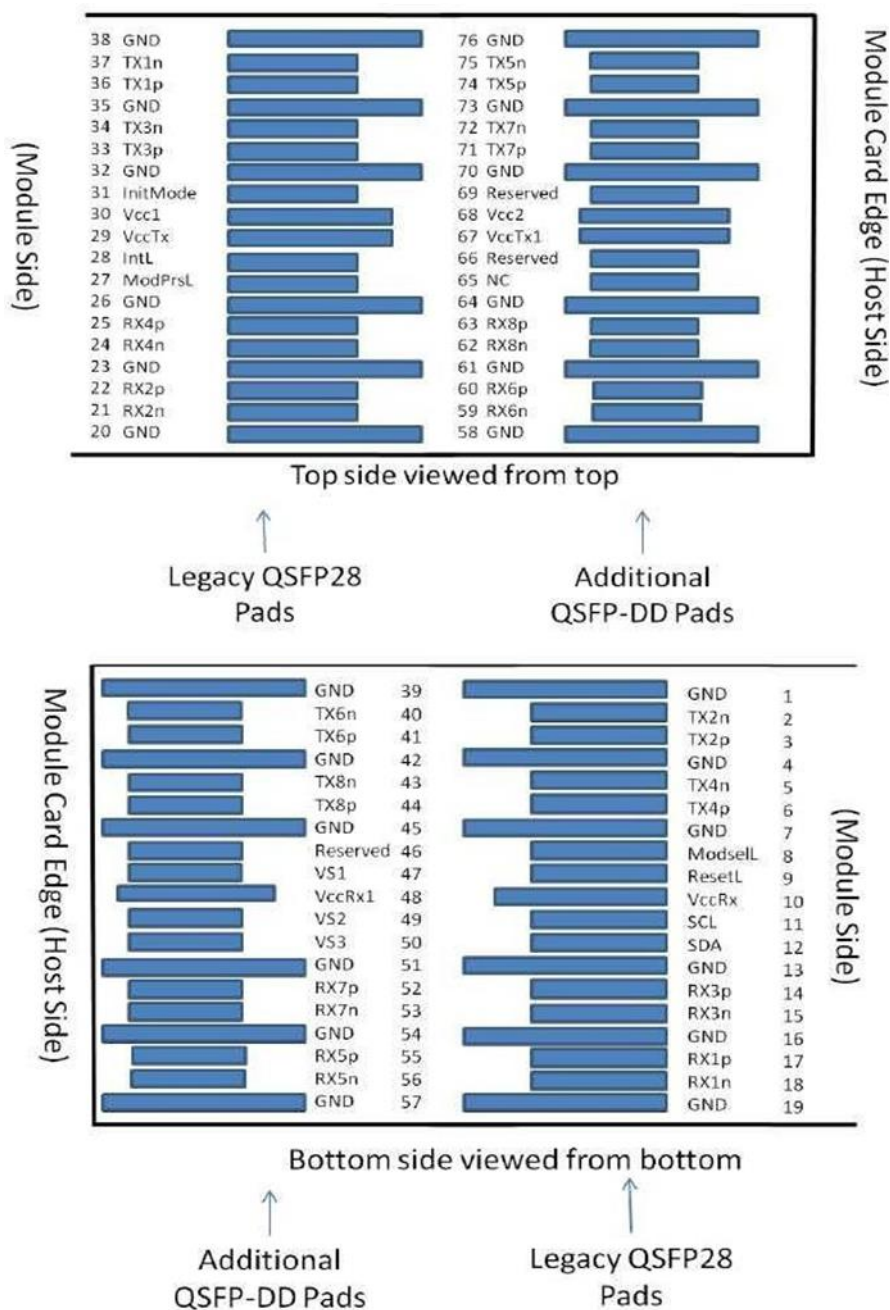 38 GND 76 GND
37 TX1n 75 TX5n
36 TX1p 74 TX5p
35 GND 73 GND
34 TX3n 72 TX7n
33 TX3p 71 TX7p
32 GND 70 GND
31 InitMode 69 Reserved
30 Vcc1 68 Vcc2
29 VccTx 67 VccTx1
28 IntL 66 Reserved
27 ModPrsL 65 NC
26 GND 64 GND
25 RX4p 63 RX8p
24 RX4n 62 RX8n
23 GND 61 GND
22 RX2p 60 RX6p
21 RX2n 59 RX6n
20 GND 58 GND
(Module Side)
Module Card Edge (Host Side)
Top side viewed from top
Legacy QSFP28
Pads
Additional
QSFP-DD Pads
Module Card Edge (Host Side)
GND 39 GND 1
TX6n 40 TX2n 2
TX6p 41 TX2p 3
GND 42 GND 4
TX8n 43 TX4n 5
TX8p 44 TX4p 6
GND 45 GND 7
Reserved 46 ModselL 8
VS1 47 ResetL 9
VccRx1 48 VccRx 10
VS2 49 SCL 11
VS3 50 SDA 12
GND 51 GND 13
RX7p 52 RX3p 14
RX7n 53 RX3n 15
GND 54 GND 16
RX5p 55 RX1p 17
RX5n 56 RX1n 18
GND 57 GND 19
(Module Side)
Bottom side viewed from bottom
Additional
QSFP-DD Pads
Legacy QSFP28
Pads